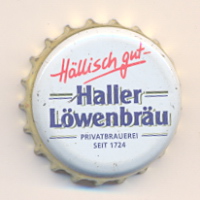 Hällisch gut-
Haller
Löwenbräu
PRIVATBRAUEREI
SEIT 1724